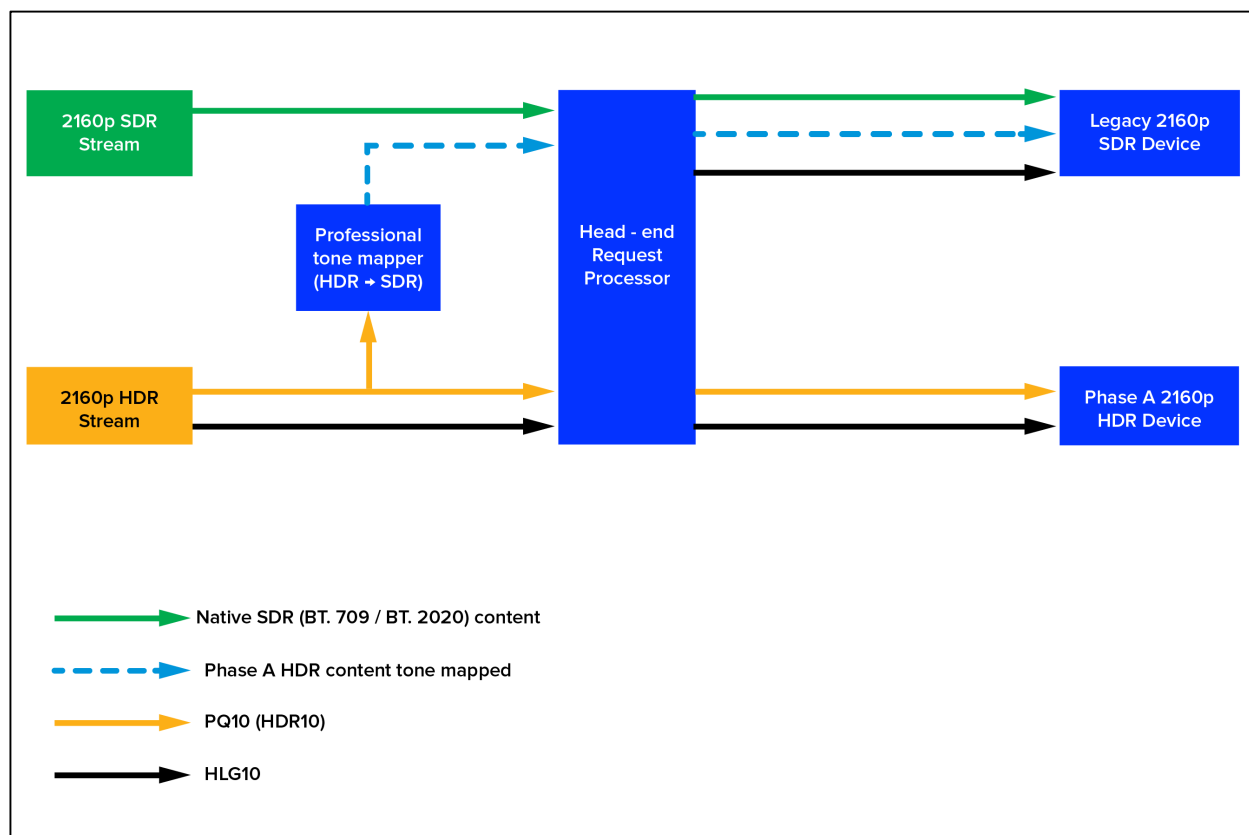 2160p SDR
Stream
Legacy 2160p
SDR Device
Professional
tone mapper
(HDR → SDR)
Head - end
Request
Processor
2160p HDR
Stream
Phase A 2160p
HDR Device
Native SDR (BT. 709 / BT. 2020) content
Phase A HDR content tone mapped
PQ10 (HDR10)
HLG10